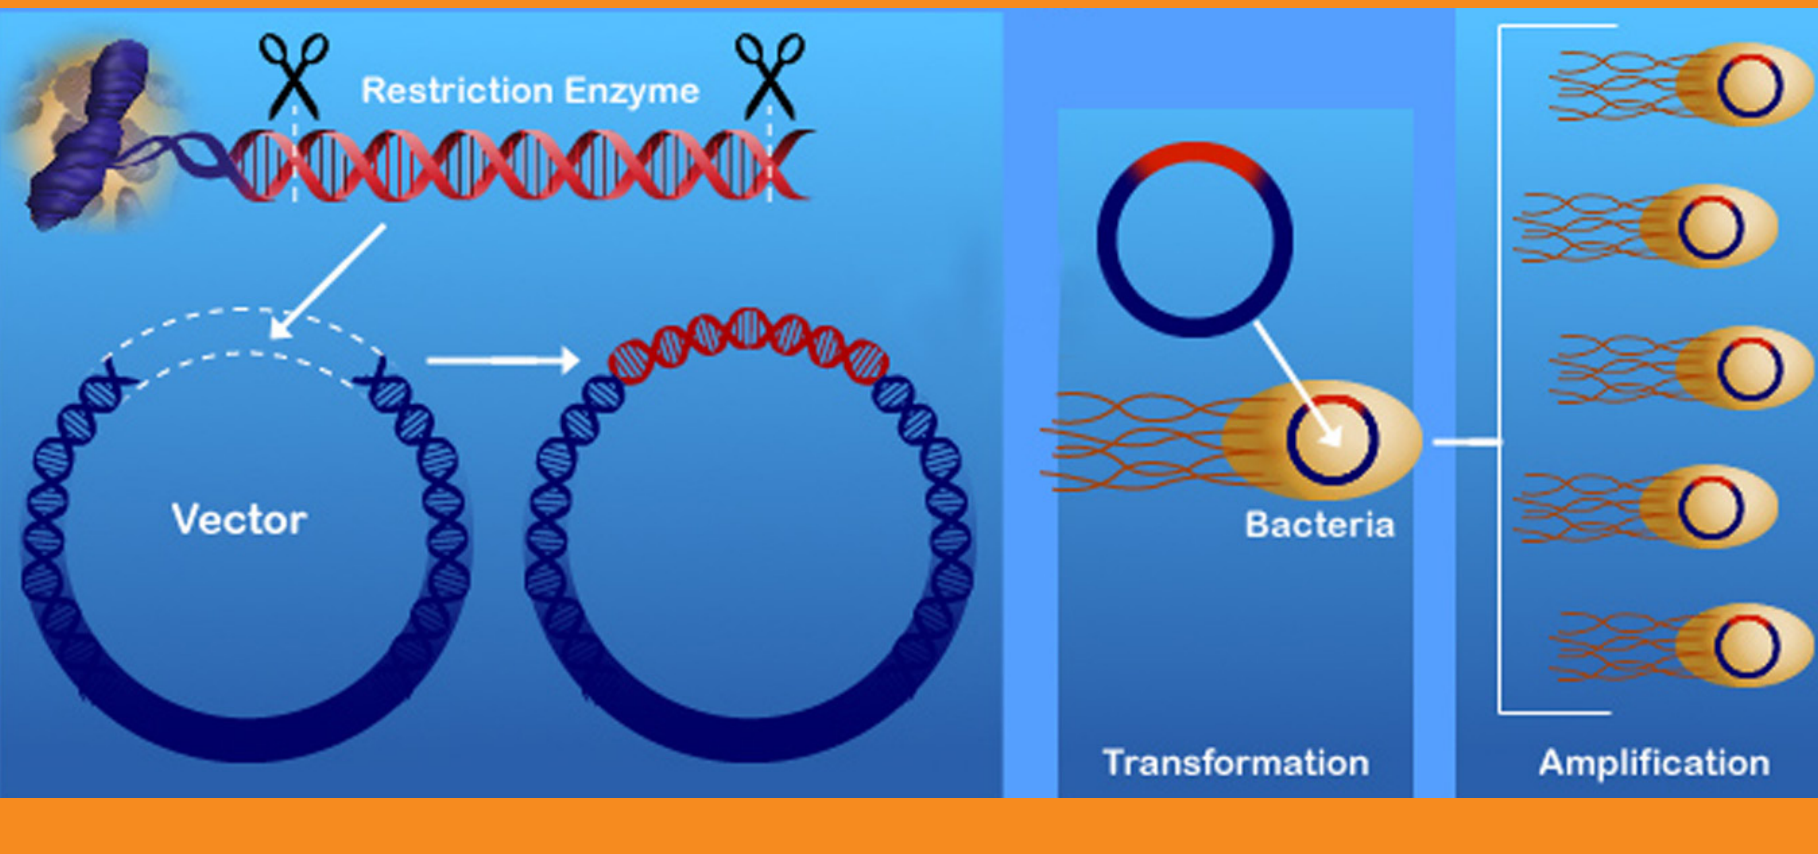 Restriction Enzyme
Vector
Bacteria
Transformation
Amplification